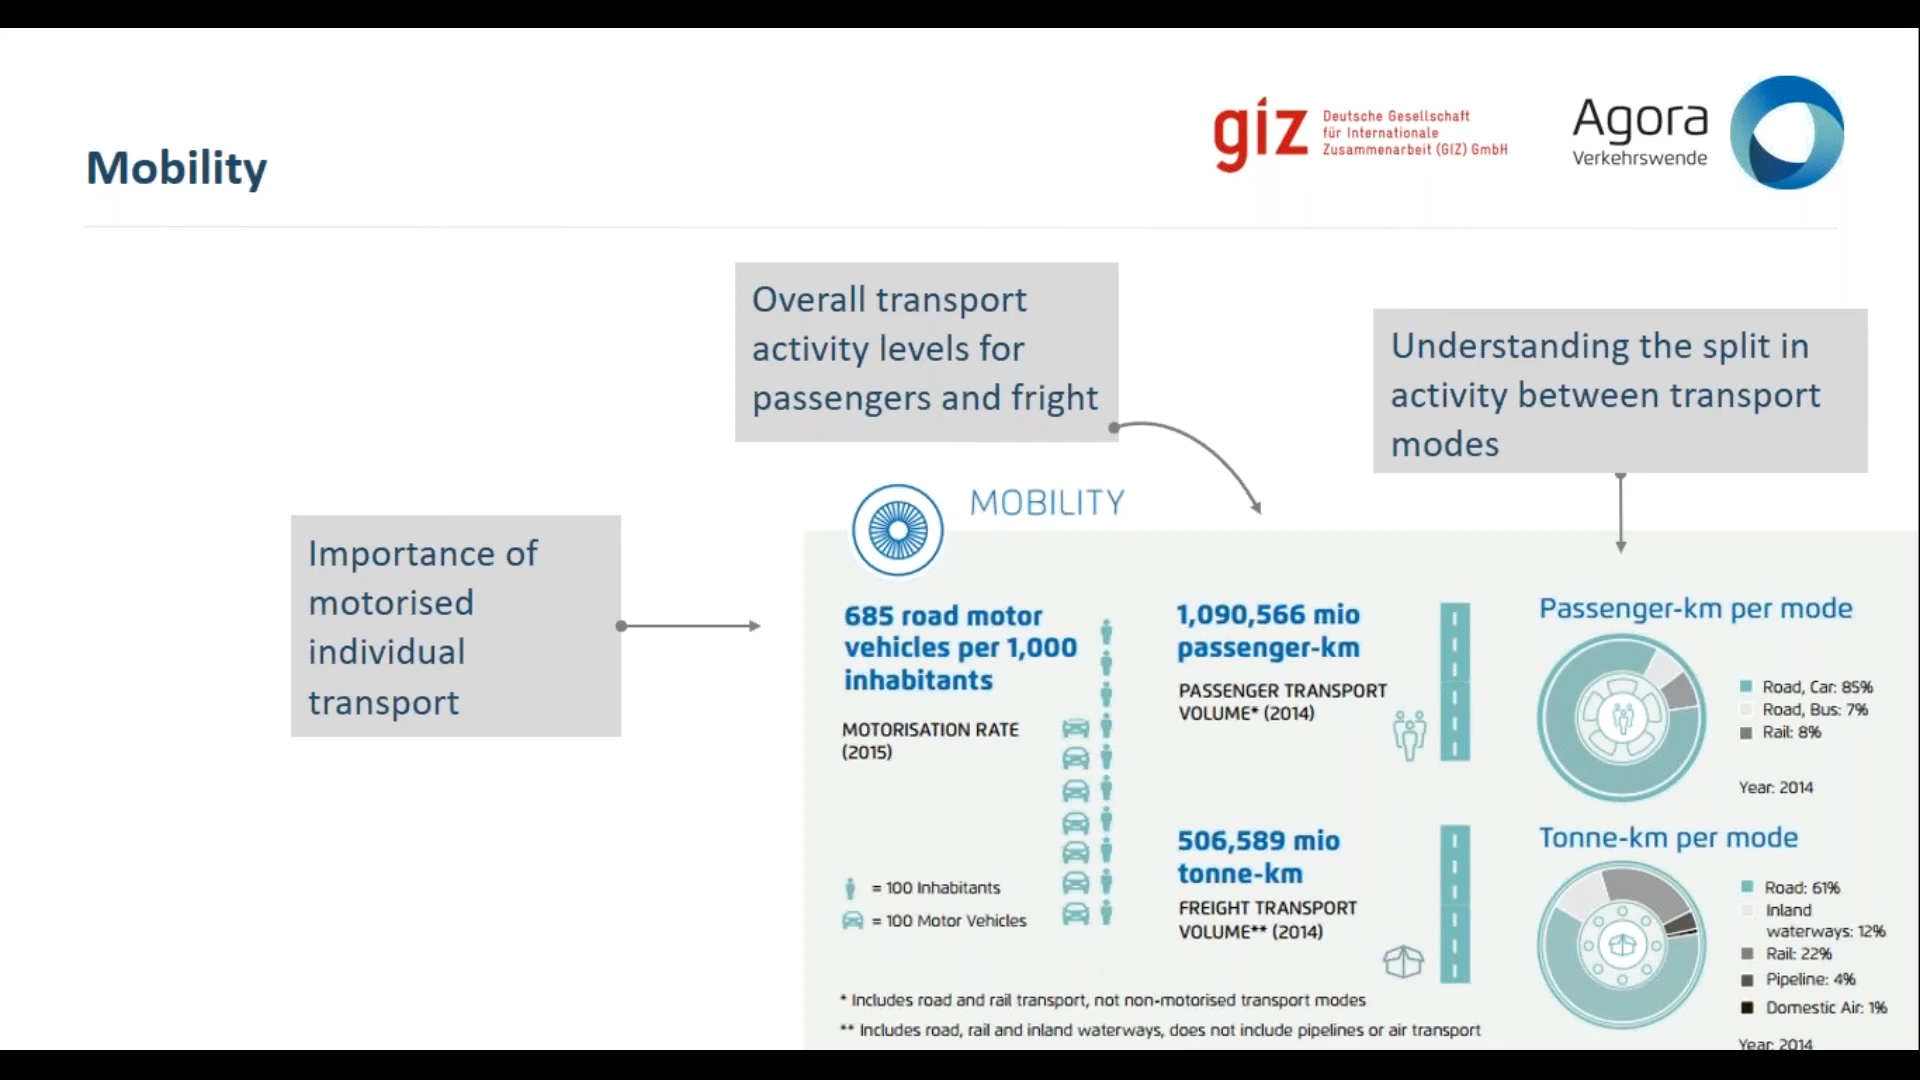 Mobility
giz
Deutsche Gesellschaft
für Internationale
Zusammenarbeit (GIZ) GmbH
Agora
Verkehrswende
Overall transport
activity levels for
passengers and fright
Understanding the split in
activity between transport
modes
Importance of
motorised
individual
transport
MOBILITY
685 road motor
vehicles per 1,000
inhabitants
MOTORISATION RATE
(2015)
= 100 Inhabitants
= 100 Motor Vehicles
1,090,566 mio
passenger-km
PASSENGER TRANSPORT
VOLUME* (2014)
506,589 mio
tonne-km
FREIGHT TRANSPORT
VOLUME** (2014)
Passenger-km per mode
Road, Car: 85%
Road, Bus: 7%
Rail: 8%
Year: 2014
Tonne-km per mode
Road: 61%
Inland
waterways: 12%
Rail: 22%
Pipeline: 4%
Domestic Air: 1%
Year: 2014
* Includes road and rail transport, not non-motorised transport modes
** Includes road, rail and inland waterways, does not include pipelines or air transport